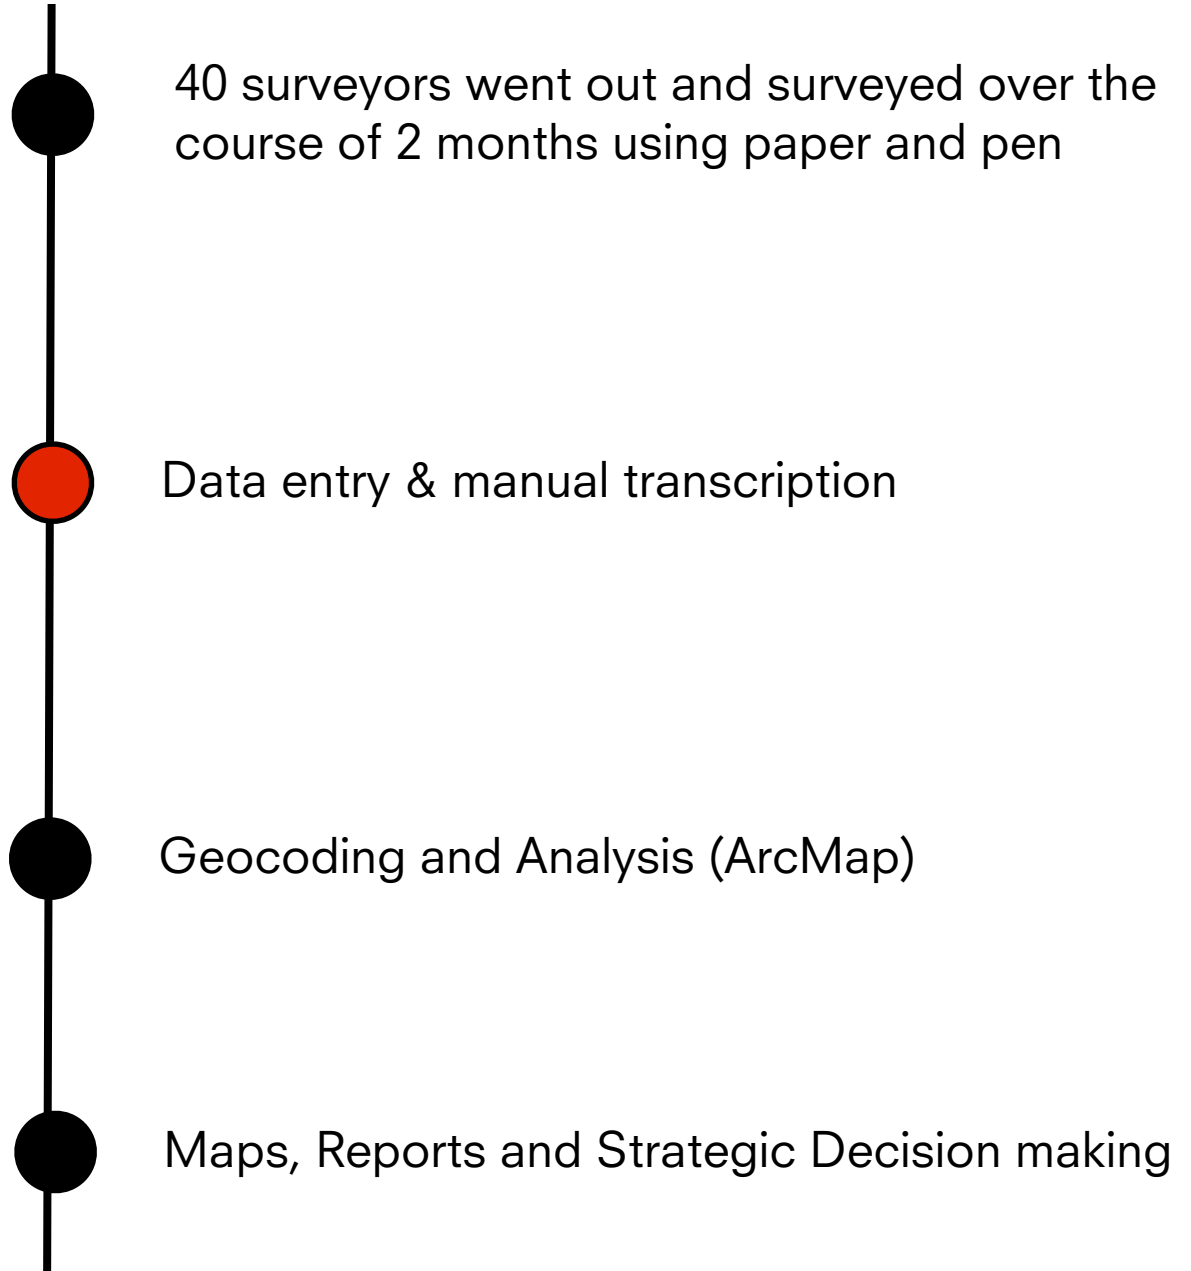 40 surveyors went out and surveyed over the
course of 2 months using paper and pen
Data entry & manual transcription
Geocoding and Analysis (ArcMap)
Maps, Reports and Strategic Decision making